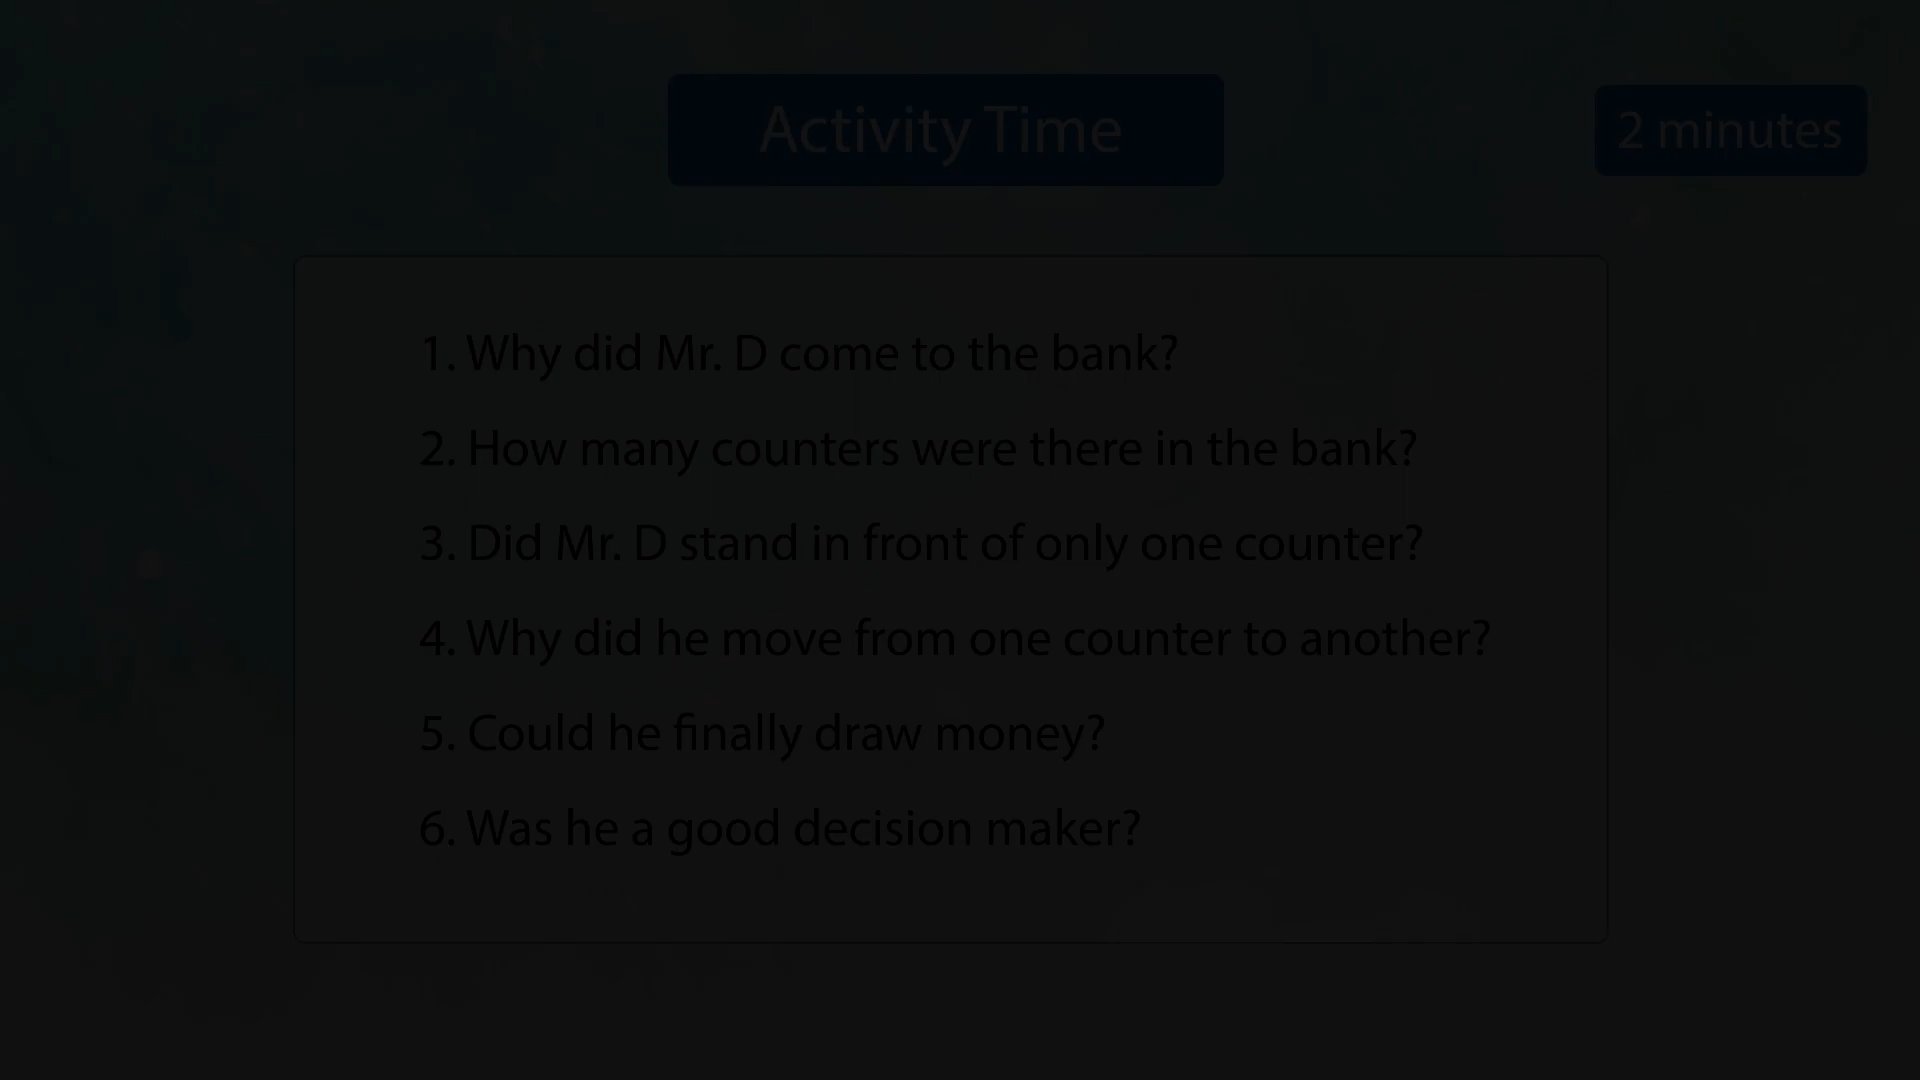 Activity Time
2 minutes
1. Why did Mr. D come to the bank?
2. How many counters were there in the bank?
3. Did Mr. D stand in front of only one counter?
4. Why did he move from one counter to another?
5. Could he finally draw money?
6. Was he a good decision maker?